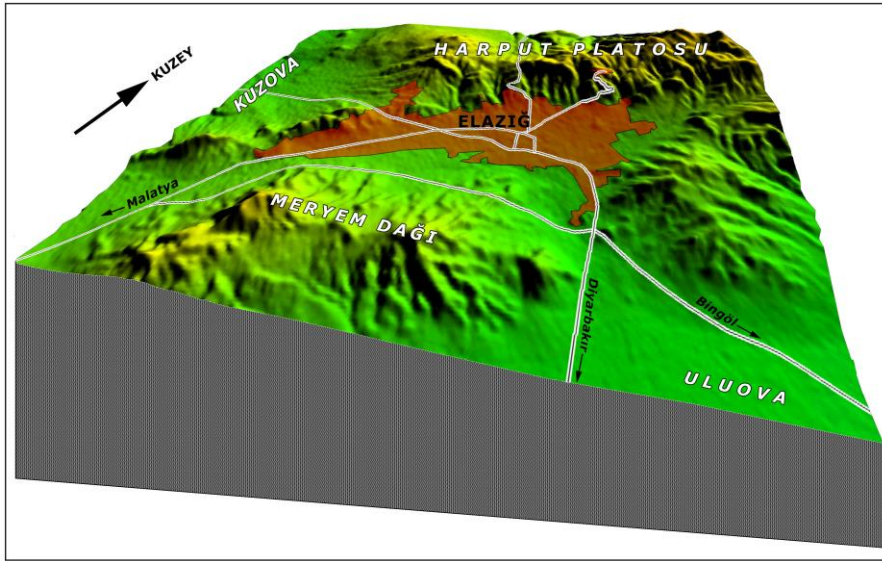 KUZEY
HARPUT PLATOSU
KUZOVA
ELAZIĞ
Malatya
MERYEM DAĞI
Diyarbakır
Bingöl
ULUOVA